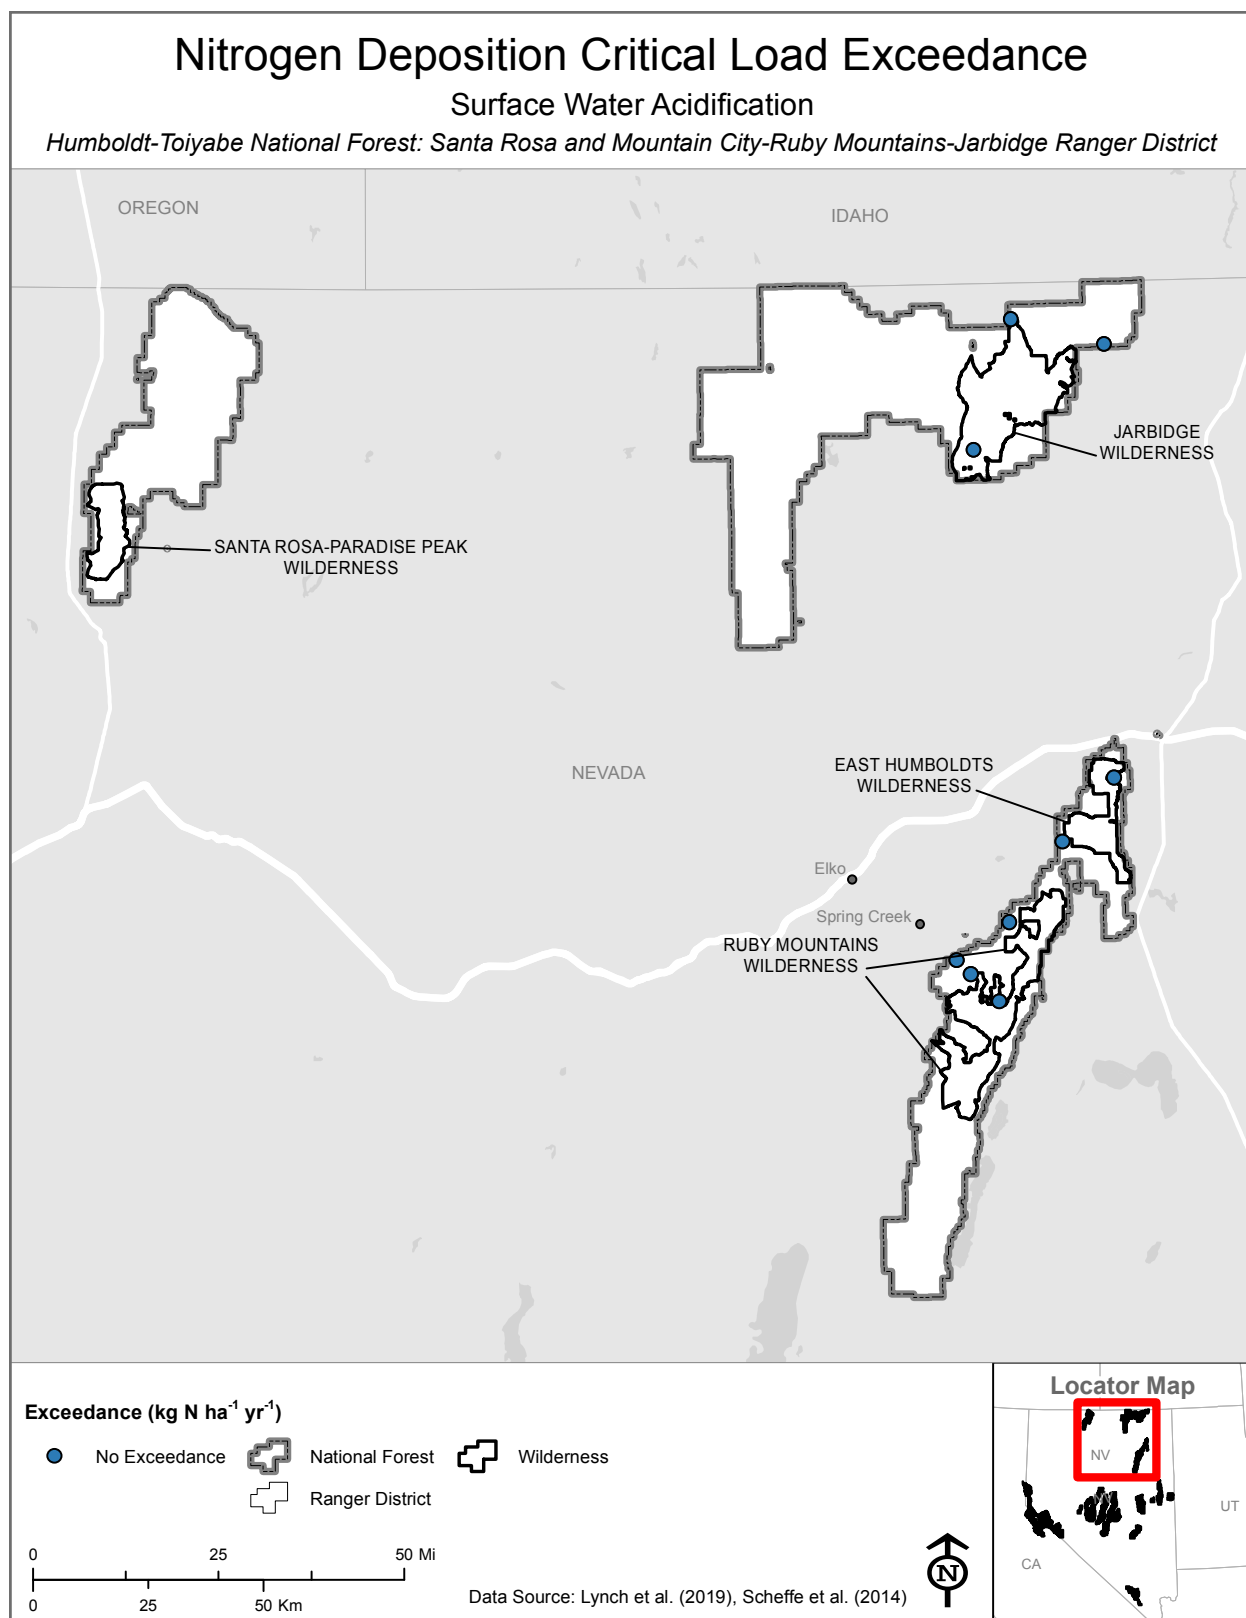 Nitrogen Deposition Critical Load Exceedance
Surface Water Acidification
Humboldt-Toiyabe National Forest: Santa Rosa and Mountain City-Ruby Mountains-Jarbidge Ranger District
OREGON
IDAHO
JARBIDGE
WILDERNESS
SANTA ROSA-PARADISE PEAK
WILDERNESS
NEVADA
EAST HUMBOLDTS
WILDERNESS
Elko
Spring Creek
RUBY MOUNTAINS
WILDERNESS
Exceedance (kg N ha-1 yr-1)
No Exceedance
National Forest
Wilderness
Ranger District
0 25 50 Mi
0 25 50 Km
Data Source: Lynch et al. (2019), Scheffe et al. (2014)
N
Locator Map
NV
NV
UT
CA